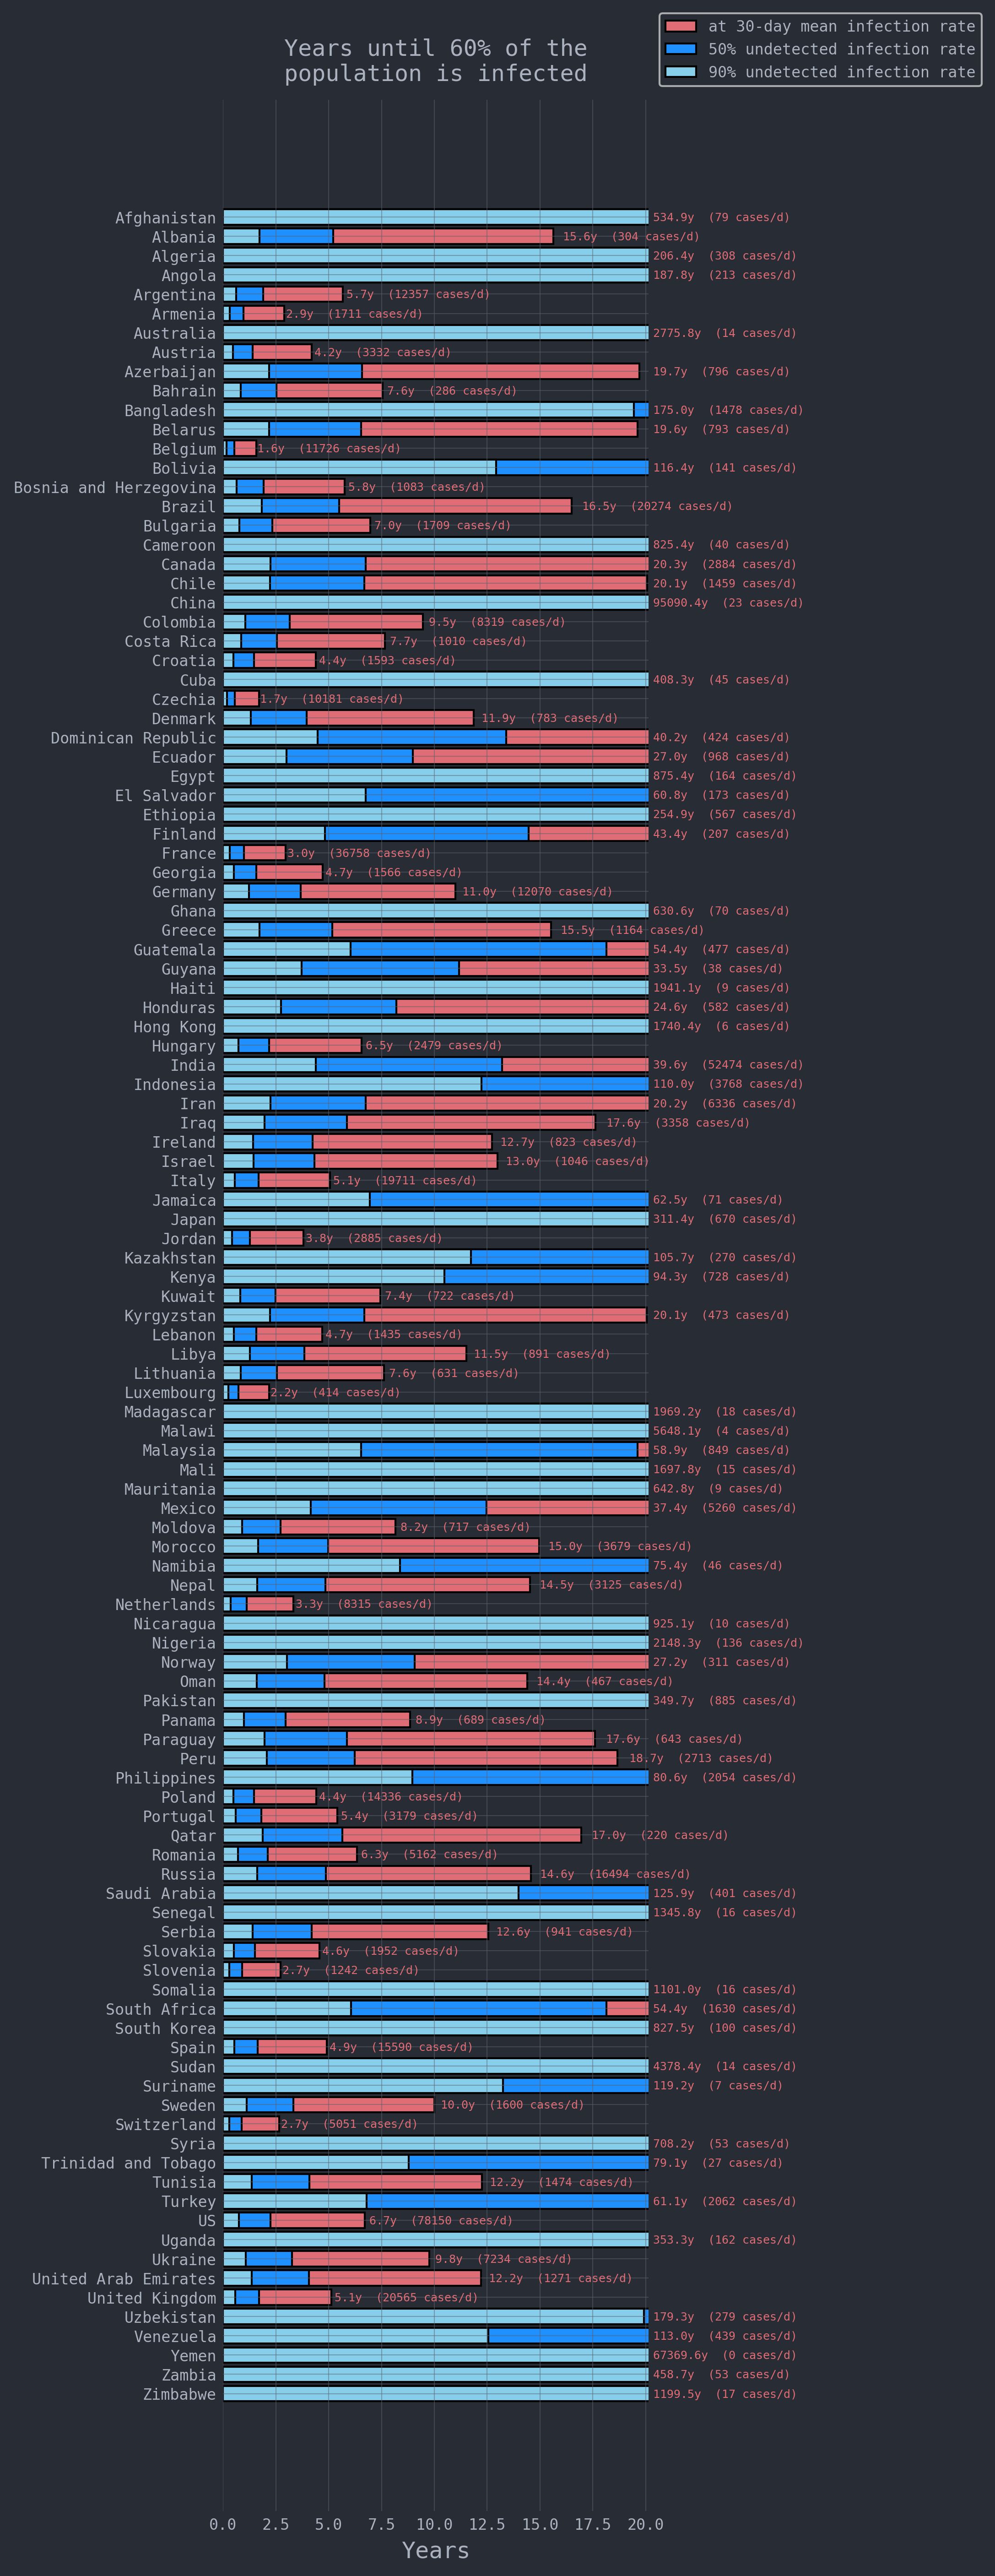 Years until 60% of the
population is infected
at 30-day mean infection rate
50% undetected infection rate
90% undetected infection rate
Afghanistan 534.9y (79 cases/d)
Albania 15.6y (304 cases/d)
Algeria 206.4y (308 cases/d)
Angola 187.8y (213 cases/d)
Argentina 5.7y (12357 cases/d)
Armenia 2.9y (1711 cases/d)
Australia 2775.8y (14 cases/d)
Austria 4.2y (3332 cases/d)
Azerbaijan 19.7y (796 cases/d)
Bahrain 7.6y (286 cases/d)
Bangladesh 175.0y (1478 cases/d)
Belarus 19.6y (793 cases/d)
Belgium 1.6y (11726 cases/d)
Bolivia 116.4y (141 cases/d)
Bosnia and Herzegovina 5.8y (1083 cases/d)
Brazil 16.5y (20274 cases/d)
Bulgaria 7.0y (1709 cases/d)
Cameroon 825.4y (40 cases/d)
Canada 20.3y (2884 cases/d)
Chile 20.1y (1459 cases/d)
China 95090.4y (23 cases/d)
Colombia 9.5y (8319 cases/d)
Costa Rica 7.7y (1010 cases/d)
Croatia 4.4y (1593 cases/d)
Cuba 408.3y (45 cases/d)
Czechia 1.7y (10181 cases/d)
Denmark 11.9y (783 cases/d)
Dominican Republic 40.2y (424 cases/d)
Ecuador 27.0y (968 cases/d)
Egypt 875.4y (164 cases/d)
El Salvador 60.8y (173 cases/d)
Ethiopia 254.9y (567 cases/d)
Finland 43.4y (207 cases/d)
France 3.0y (36758 cases/d)
Georgia 4.7y (1566 cases/d)
Germany 11.0y (12070 cases/d)
Ghana 630.6y (70 cases/d)
Greece 15.5y (1164 cases/d)
Guatemala 54.4y (477 cases/d)
Guyana 33.5y (38 cases/d)
Haiti 1941.1y (9 cases/d)
Honduras 24.6y (582 cases/d)
Hong Kong 1740.4y (6 cases/d)
Hungary 6.5y (2479 cases/d)
India 39.6y (52474 cases/d)
Indonesia 110.0y (3768 cases/d)
Iran 20.2y (6336 cases/d)
Iraq 17.6y (3358 cases/d)
Ireland 12.7y (823 cases/d)
Israel 13.0y (1046 cases/d)
Italy 5.1y (19711 cases/d)
Jamaica 62.5y (71 cases/d)
Japan 311.4y (670 cases/d)
Jordan 3.8y (2885 cases/d)
Kazakhstan 105.7y (270 cases/d)
Kenya 94.3y (728 cases/d)
Kuwait 7.4y (722 cases/d)
Kyrgyzstan 20.1y (473 cases/d)
Lebanon 4.7y (1435 cases/d)
Libya 11.5y (891 cases/d)
Lithuania 7.6y (631 cases/d)
Luxembourg 2.2y (414 cases/d)
Madagascar 1969.2y (18 cases/d)
Malawi 5648.1y (4 cases/d)
Malaysia 58.9y (849 cases/d)
Mali 1697.8y (15 cases/d)
Mauritania 642.8y (9 cases/d)
Mexico 37.4y (5260 cases/d)
Moldova 8.2y (717 cases/d)
Morocco 15.0y (3679 cases/d)
Namibia 75.4y (46 cases/d)
Nepal 14.5y (3125 cases/d)
Netherlands 3.3y (8315 cases/d)
Nicaragua 925.1y (10 cases/d)
Nigeria 2148.3y (136 cases/d)
Norway 27.2y (311 cases/d)
Oman 14.4y (467 cases/d)
Pakistan 349.7y (885 cases/d)
Panama 8.9y (689 cases/d)
Paraguay 17.6y (643 cases/d)
Peru 18.7y (2713 cases/d)
Philippines 80.6y (2054 cases/d)
Poland 4.4y (14336 cases/d)
Portugal 5.4y (3179 cases/d)
Qatar 17.0y (220 cases/d)
Romania 6.3y (5162 cases/d)
Russia 14.6y (16494 cases/d)
Saudi Arabia 125.9y (401 cases/d)
Senegal 1345.8y (16 cases/d)
Serbia 12.6y (941 cases/d)
Slovakia 4.6y (1952 cases/d)
Slovenia 2.7y (1242 cases/d)
Somalia 1101.0y (16 cases/d)
South Africa 54.4y (1630 cases/d)
South Korea 827.5y (100 cases/d)
Spain 4.9y (15590 cases/d)
Sudan 4378.4y (14 cases/d)
Suriname 119.2y (7 cases/d)
Sweden 10.0y (1600 cases/d)
Switzerland 2.7y (5051 cases/d)
Syria 708.2y (53 cases/d)
Trinidad and Tobago 79.1y (27 cases/d)
Tunisia 12.2y (1474 cases/d)
Turkey 61.1y (2062 cases/d)
US 6.7y (78150 cases/d)
Uganda 353.3y (162 cases/d)
Ukraine 9.8y (7234 cases/d)
United Arab Emirates 12.2y (1271 cases/d)
United Kingdom 5.1y (20565 cases/d)
Uzbekistan 179.3y (279 cases/d)
Venezuela 113.0y (439 cases/d)
Yemen 67369.6y (0 cases/d)
Zambia 458.7y (53 cases/d)
Zimbabwe 1199.5y (17 cases/d)
0.0 2.5 5.0 7.5 10.0 12.5 15.0 17.5 20.0
Years